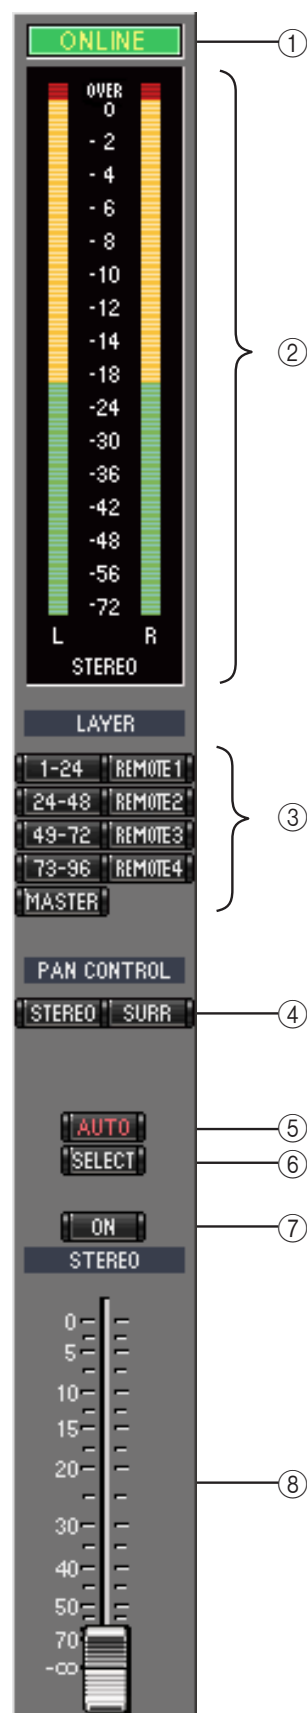 ONLINE ①
OVER
0
- 2
- 4
- 6
- 8
-10
-12
-14
-18
-24
-30
-36
-42
-48
-56
-72
L R
STEREO
②
LAYER
1-24 REMOTE1
24-48 REMOTE2
49-72 REMOTE3
73-96 REMOTE4
MASTER
③
PAN CONTROL
STEREO SURR ④
AUTO ⑤
SELECT ⑥
ON ⑦
STEREO
0
5
10
15
20
30
40
50
70
-∞
⑧